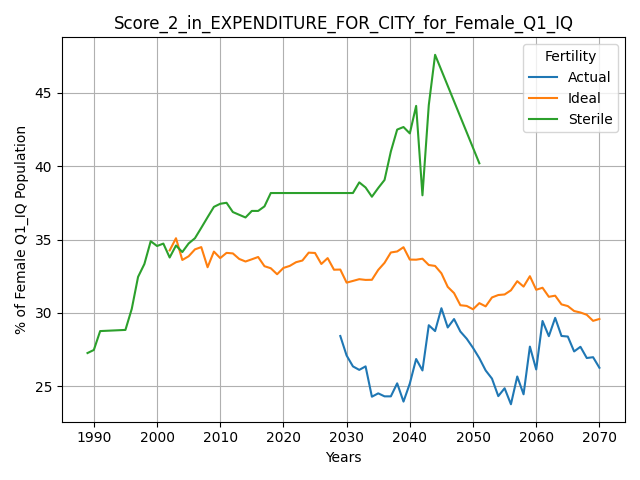 Score_2_in_EXPENDITURE_FOR_CITY_for_Female_Q1_IQ
Fertility
Actual
Ideal
Sterile
% of Female Q1_IQ Population
45
40
35
30
25
1990 2000 2010 2020 2030 2040 2050 2060 2070
Years